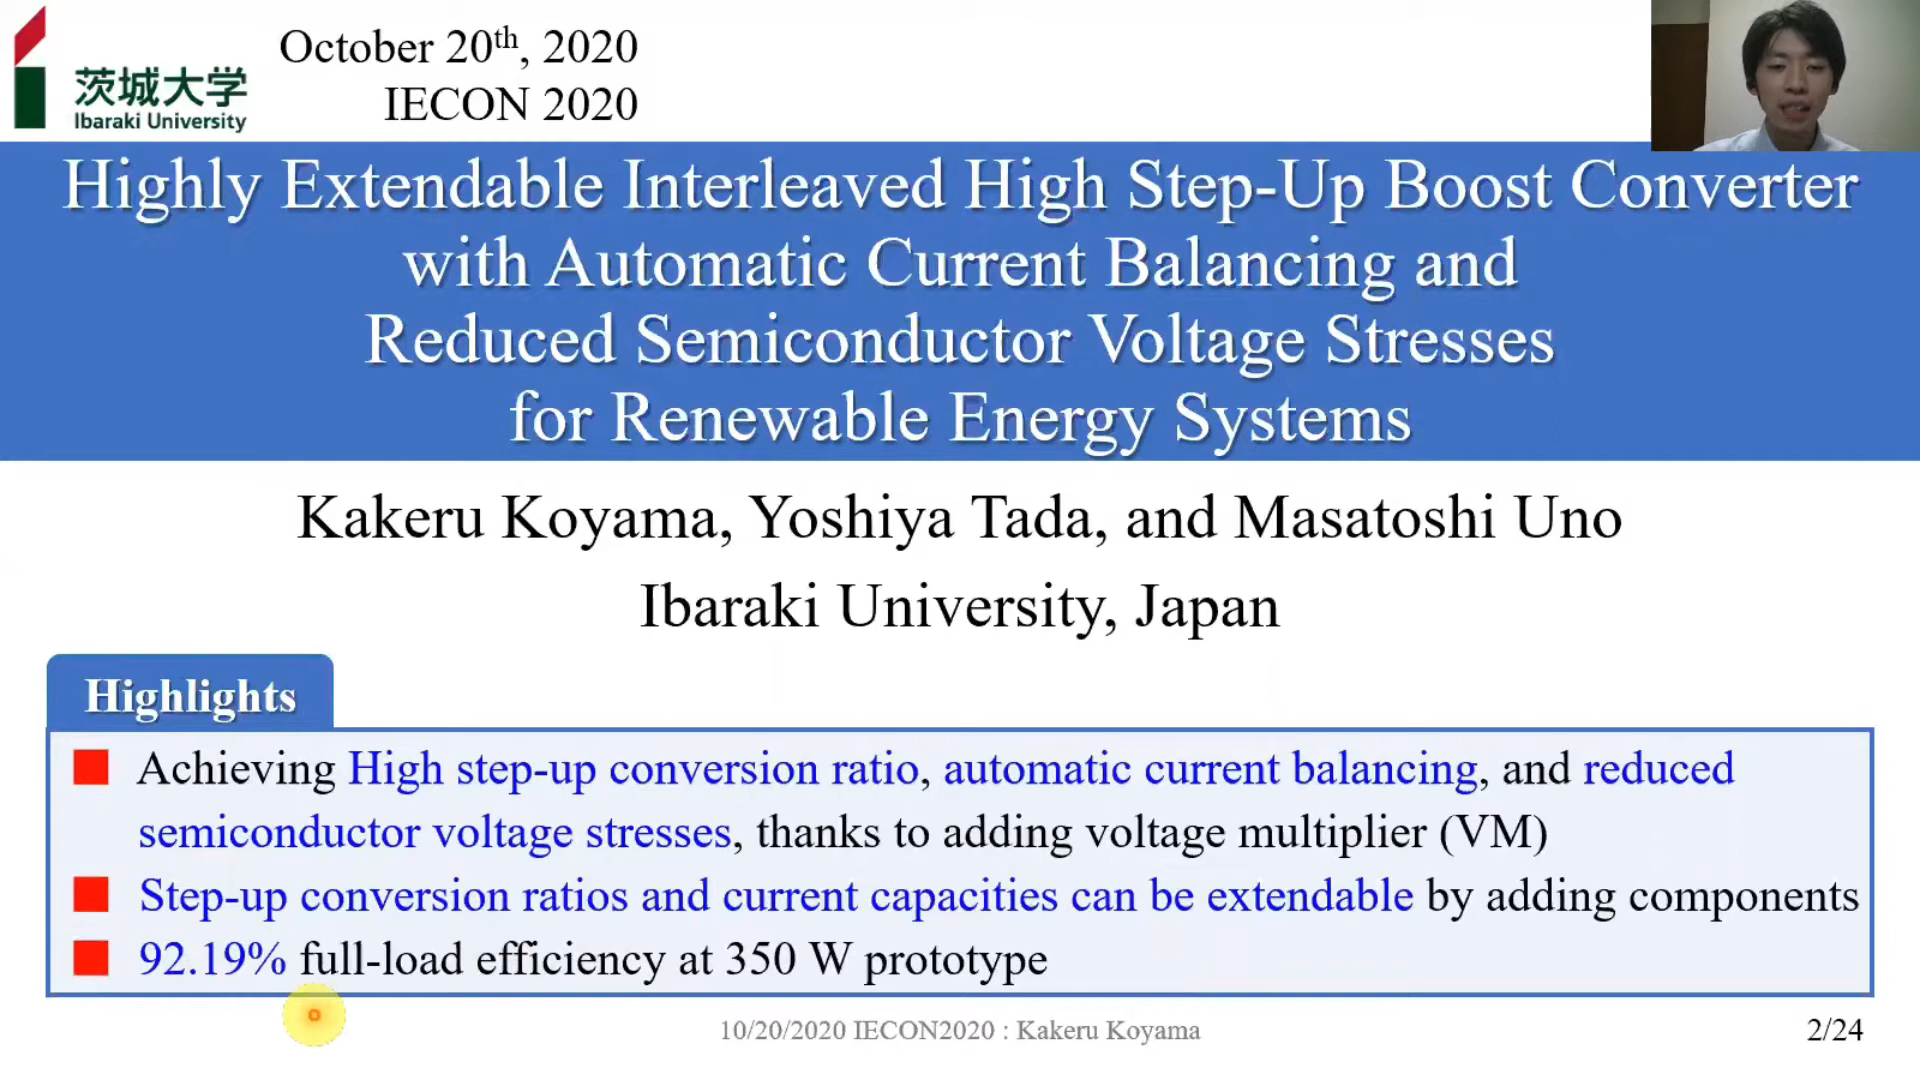 茨城大学
Ibaraki University
October 20th, 2020
IECON 2020
Highly Extendable Interleaved High Step-Up Boost Converter
with Automatic Current Balancing and
Reduced Semiconductor Voltage Stresses
for Renewable Energy Systems
Kakeru Koyama, Yoshiya Tada, and Masatoshi Uno
Ibaraki University, Japan
Highlights
Achieving High step-up conversion ratio, automatic current balancing, and reduced
semiconductor voltage stresses, thanks to adding voltage multiplier (VM)
Step-up conversion ratios and current capacities can be extendable by adding components
92.19% full-load efficiency at 350 W prototype
10/20/2020 IECON2020 : Kakeru Koyama
2/24